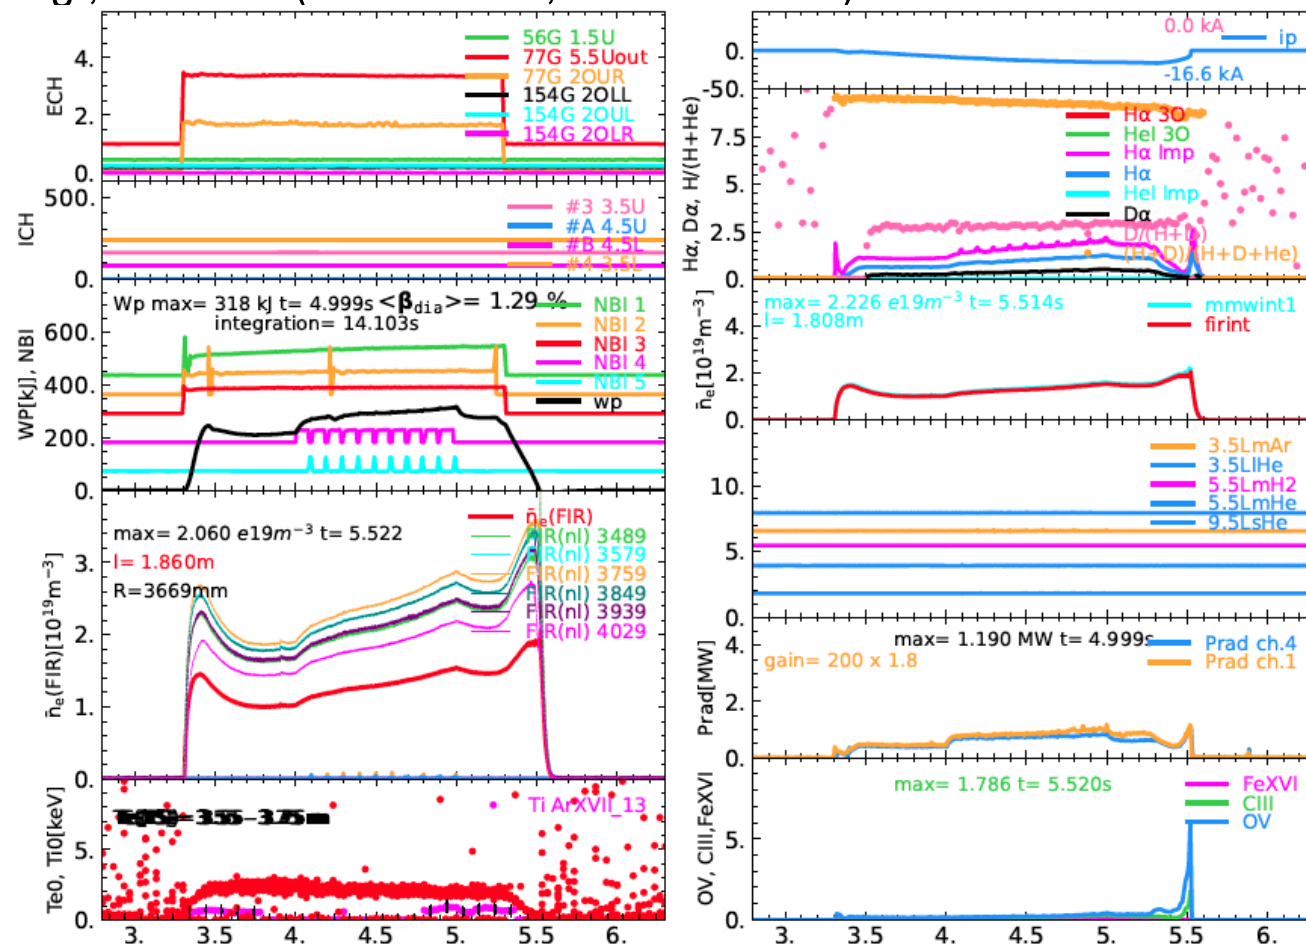 ECH
4.
2.
0.
56G 1.5U
77G 5.5Uout
77G 2OUR
154G 2OLL
154G 2OUL
154G 2OLR
ICH
500.
0.
#3 3.5U
#A 4.5U
#B 4.5L
#4 3.5L
WP[kJ], NBI
600.
400.
200.
0.
Wp max= 318 kJ t= 4.999s <β_dia>= 1.29 %
integration= 14.103s
NBI 1
NBI 2
NBI 3
NBI 4
NBI 5
wp
n̄_e(FIR)[10^19m^-3]
3.
2.
1.
0.
max= 2.060 e19m^-3 t= 5.522
l= 1.860m
R=3669mm
n̄_e(FIR)
FIR(nl) 3489
FIR(nl) 3579
FIR(nl) 3759
FIR(nl) 3849
FIR(nl) 3939
FIR(nl) 4029
Te0, Ti0[keV]
5.
0.
Ti ArXVII_13
3. 3.5 4. 4.5 5. 5.5 6.
0.
-50.
0.0 kA
ip
-16.6 kA
Hα, Dα, H/(H+He)
7.5
5.
2.5
0.
Hα 3O
HeI 3O
Hα Imp
Hα
HeI Imp
Dα
D/(H+D)
(H+D)/(H+D+He)
n̄_e[10^19m^-3]
4.
2.
0.
max= 2.226 e19m^-3 t= 5.514s
l= 1.808m
mmwint1
firint
10.
5.
0.
3.5LmAr
3.5LlHe
5.5LmH2
5.5LmHe
9.5LsHe
Prad[MW]
4.
2.
0.
max= 1.190 MW t= 4.999s
gain= 200 x 1.8
Prad ch.4
Prad ch.1
OV, CIII,FeXVI
5.
0.
max= 1.786 t= 5.520s
FeXVI
CIII
OV
3. 3.5 4. 4.5 5. 5.5 6.